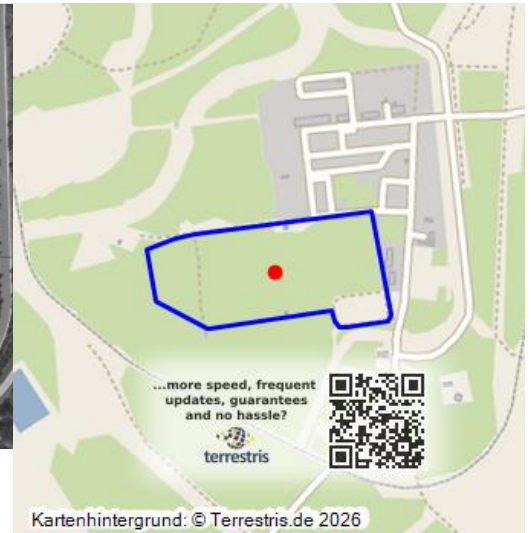 ...more speed, frequent
updates, guarantees
and no hassle?
terrestris
Kartenhintergrund: © Terrestris.de 2026